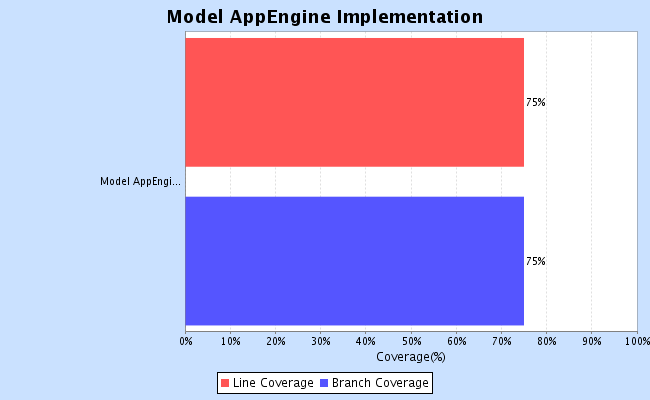 Model AppEngine Implementation
75%
Model AppEngi...
75%
0% 10% 20% 30% 40% 50% 60% 70% 80% 90% 100%
Coverage(%)
Line Coverage Branch Coverage